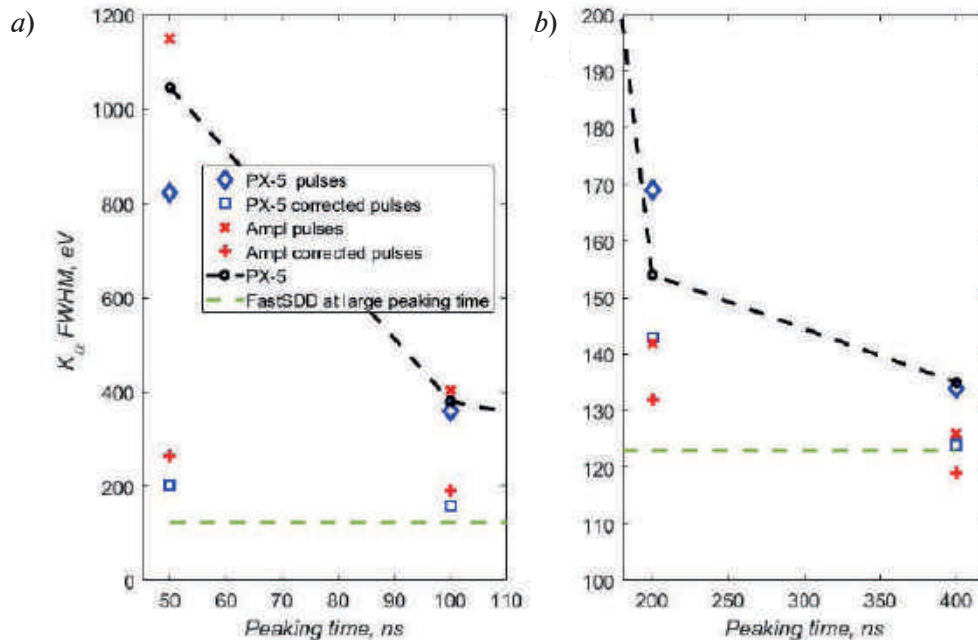 a)
1200
1000
800
600
400
200
0
K_α FWHM, eV
PX-5 pulses
PX-5 corrected pulses
Ampl pulses
Ampl corrected pulses
PX-5
FastSDD at large peaking time
50 60 70 80 90 100 110
Peaking time, ns
b)
200
190
180
170
160
150
140
130
120
110
100
200 250 300 350 400
Peaking time, ns